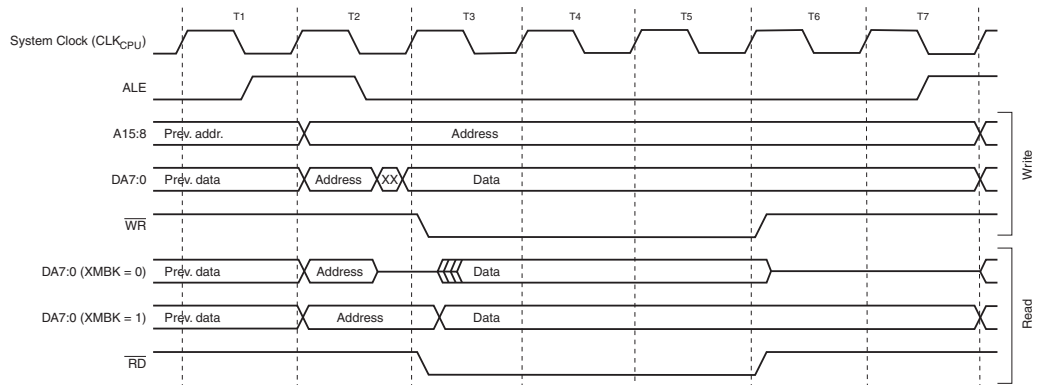 T1 T2 T3 T4 T5 T6 T7
System Clock (CLKCPU)
ALE
A15:8 Prev. addr. Address
DA7:0 Prev. data Address XX Data
WR
Write
DA7:0 (XMBK = 0) Prev. data Address Data
DA7:0 (XMBK = 1) Prev. data Address Data
RD
Read